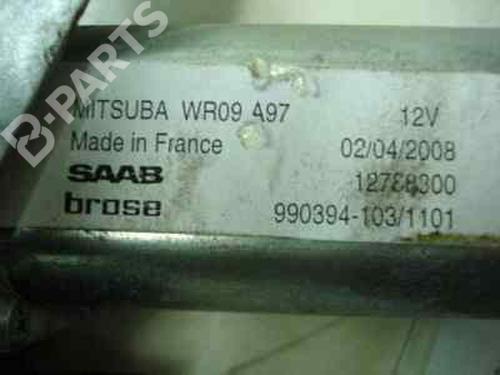 MITSUBA WR09 A97 12V
Made in France 02/04/2008
SAAB 12788300
brose 990394-103/1101
B-PARTS